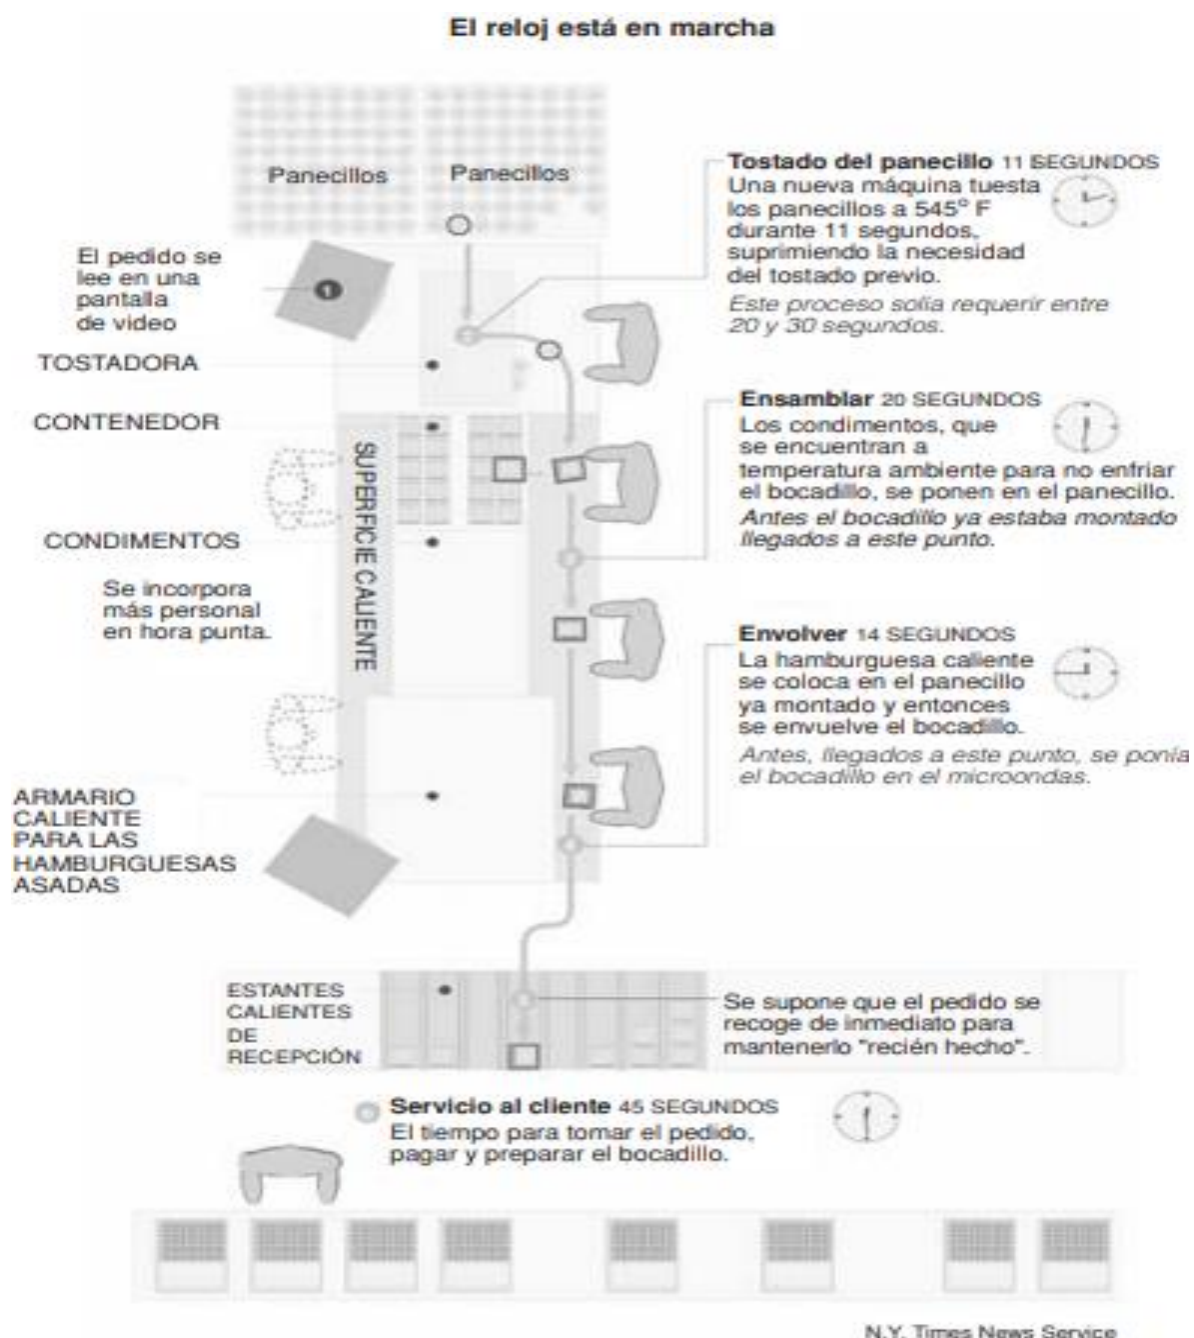 El reloj está en marcha
Panecillos
Panecillos
El pedido se
lee en una
pantalla
de video
1
TOSTADORA
CONTENEDOR
CONDIMENTOS
Se incorpora
más personal
en hora punta.
SUPERFICIE CALIENTE
ARMARIO
CALIENTE
PARA LAS
HAMBURGUESAS
ASADAS
Tostado del panecillo 11 SEGUNDOS
Una nueva máquina tuesta
los panecillos a 545° F
durante 11 segundos,
suprimiendo la necesidad
del tostado previo.
Este proceso solía requerir entre
20 y 30 segundos.
Ensamblar 20 SEGUNDOS
Los condimentos, que
se encuentran a
temperatura ambiente para no enfriar
el bocadillo, se ponen en el panecillo.
Antes el bocadillo ya estaba montado
llegados a este punto.
Envolver 14 SEGUNDOS
La hamburguesa caliente
se coloca en el panecillo
ya montado y entonces
se envuelve el bocadillo.
Antes, llegados a este punto, se ponía
el bocadillo en el microondas.
ESTANTES
CALIENTES
DE
RECEPCIÓN
Se supone que el pedido se
recoge de inmediato para
mantenerlo "recién hecho".
Servicio al cliente 45 SEGUNDOS
El tiempo para tomar el pedido,
pagar y preparar el bocadillo.
N.Y. Times News Service